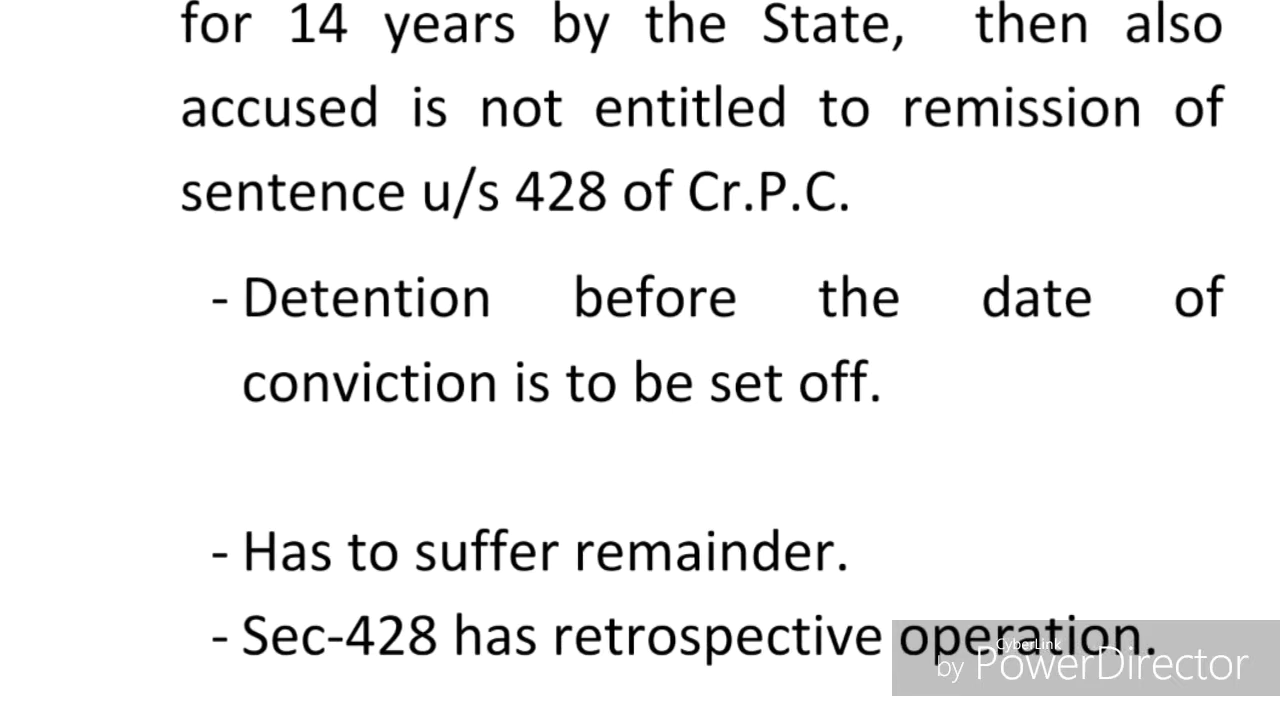 for 14 years by the State, then also
accused is not entitled to remission of
sentence u/s 428 of Cr.P.C.
- Detention before the date of
conviction is to be set off.
- Has to suffer remainder.
- Sec-428 has retrospective operation.
CyberLink
by PowerDirector